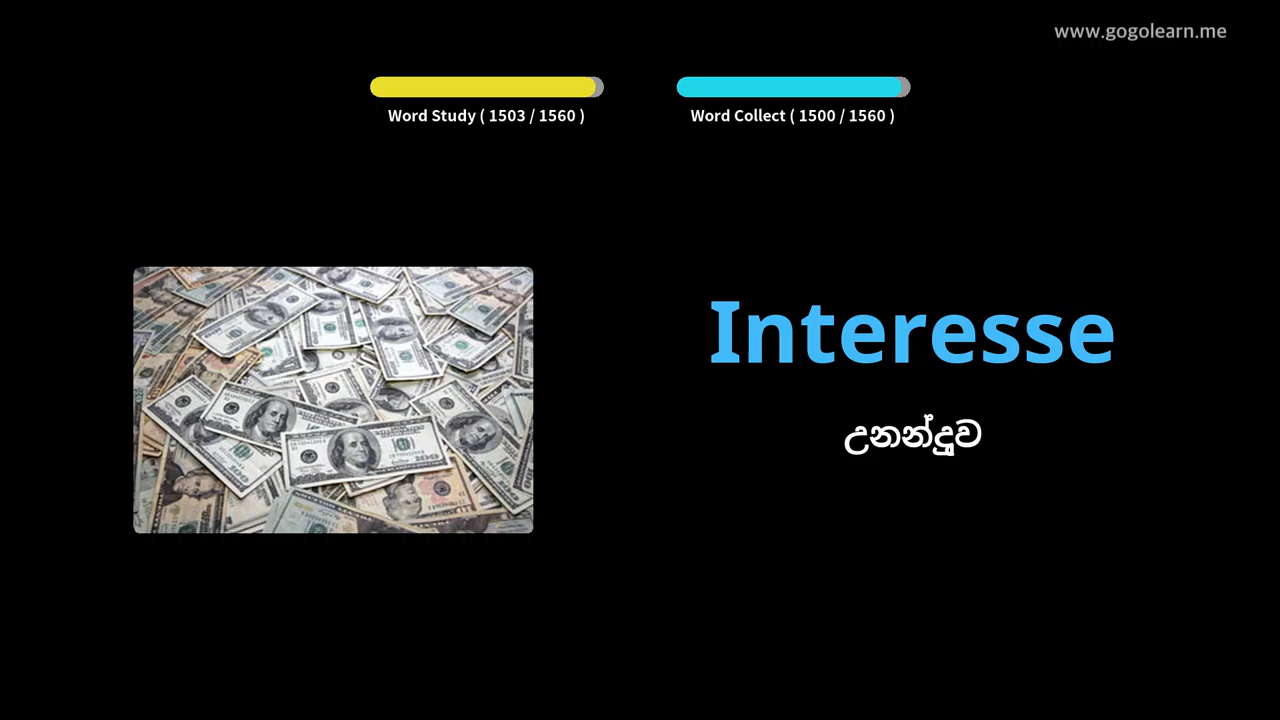 www.gogolearn.me
Word Study ( 1503 / 1560 )
Word Collect ( 1500 / 1560 )
Interesse
උනන්දුව